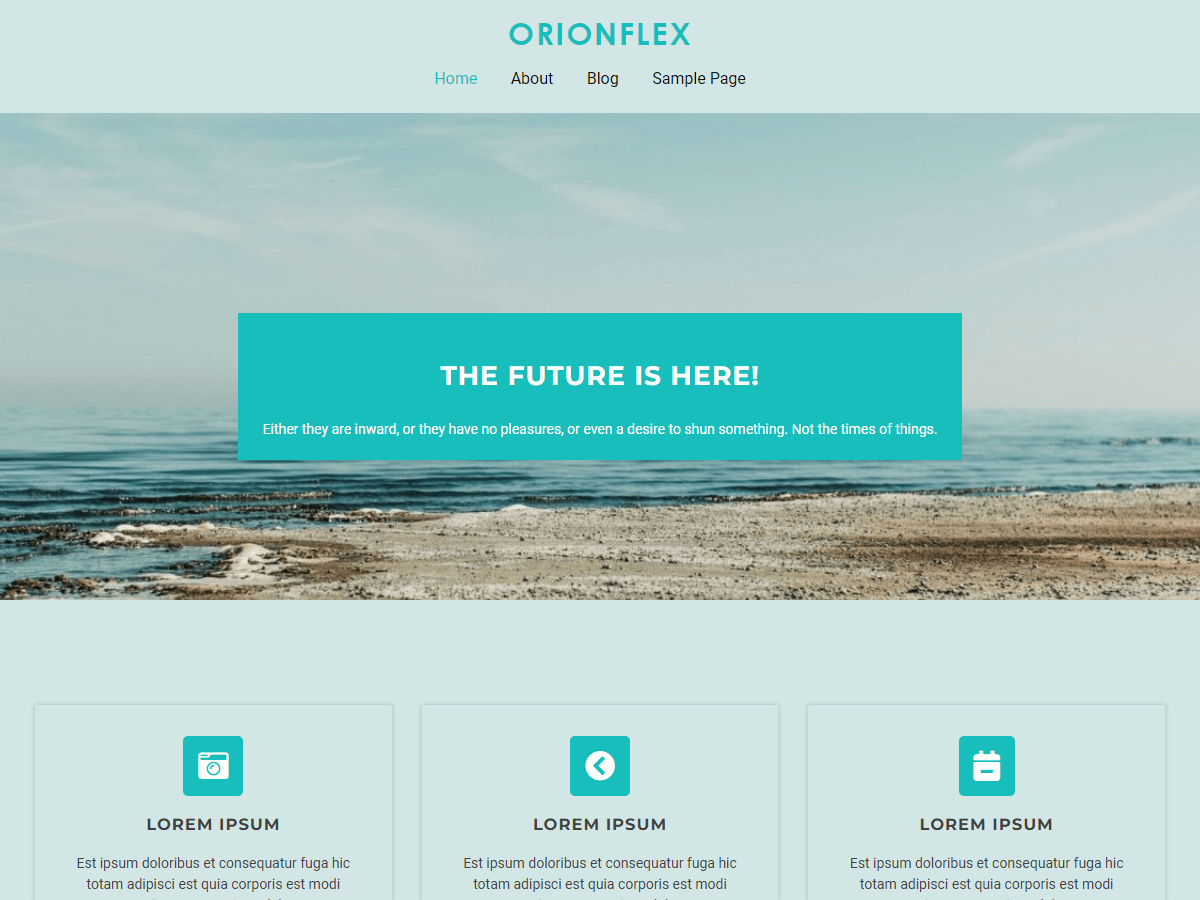 ORIONFLEX
Home About Blog Sample Page
THE FUTURE IS HERE!
Either they are inward, or they have no pleasures, or even a desire to shun something. Not the times of things.
LOREM IPSUM
Est ipsum doloribus et consequatur fuga hic
totam adipisci est quia corporis est modi
LOREM IPSUM
Est ipsum doloribus et consequatur fuga hic
totam adipisci est quia corporis est modi
LOREM IPSUM
Est ipsum doloribus et consequatur fuga hic
totam adipisci est quia corporis est modi